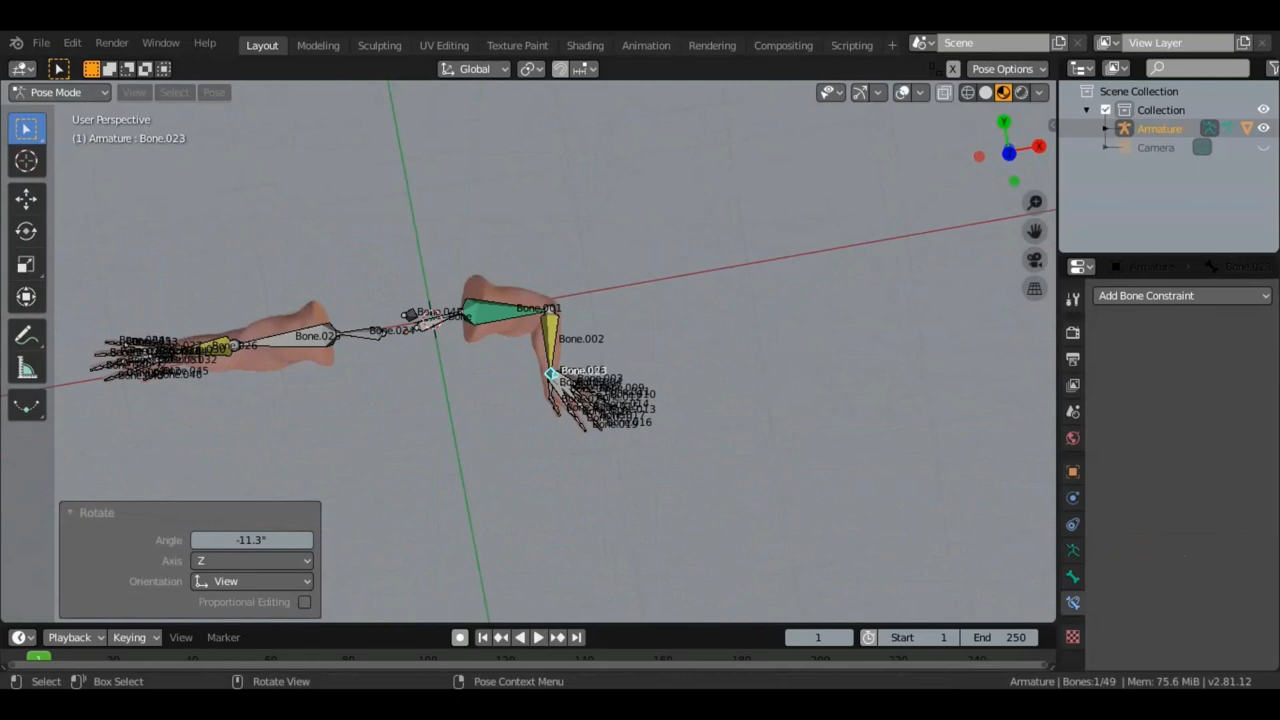 File Edit Render Window Help Layout Modeling Sculpting UV Editing Texture Paint Shading Animation Rendering Compositing Scripting + Scene View Layer
Global X Pose Options
Pose Mode View Select Pose
User Perspective
(1) Armature : Bone.023
Y
X
Z
Scene Collection
Collection
Armature
Camera
Armature
Add Bone Constraint
Bone.001
Bone
Bone.024
Bone.026
Bone.002
Bone.023
Rotate
Angle -11.3°
Axis Z
Orientation View
Proportional Editing
Playback Keying View Marker 1 Start 1 End 250
1
Select Box Select Rotate View Pose Context Menu Armature | Bones:1/49 | Mem: 75.6 MiB | v2.81.12